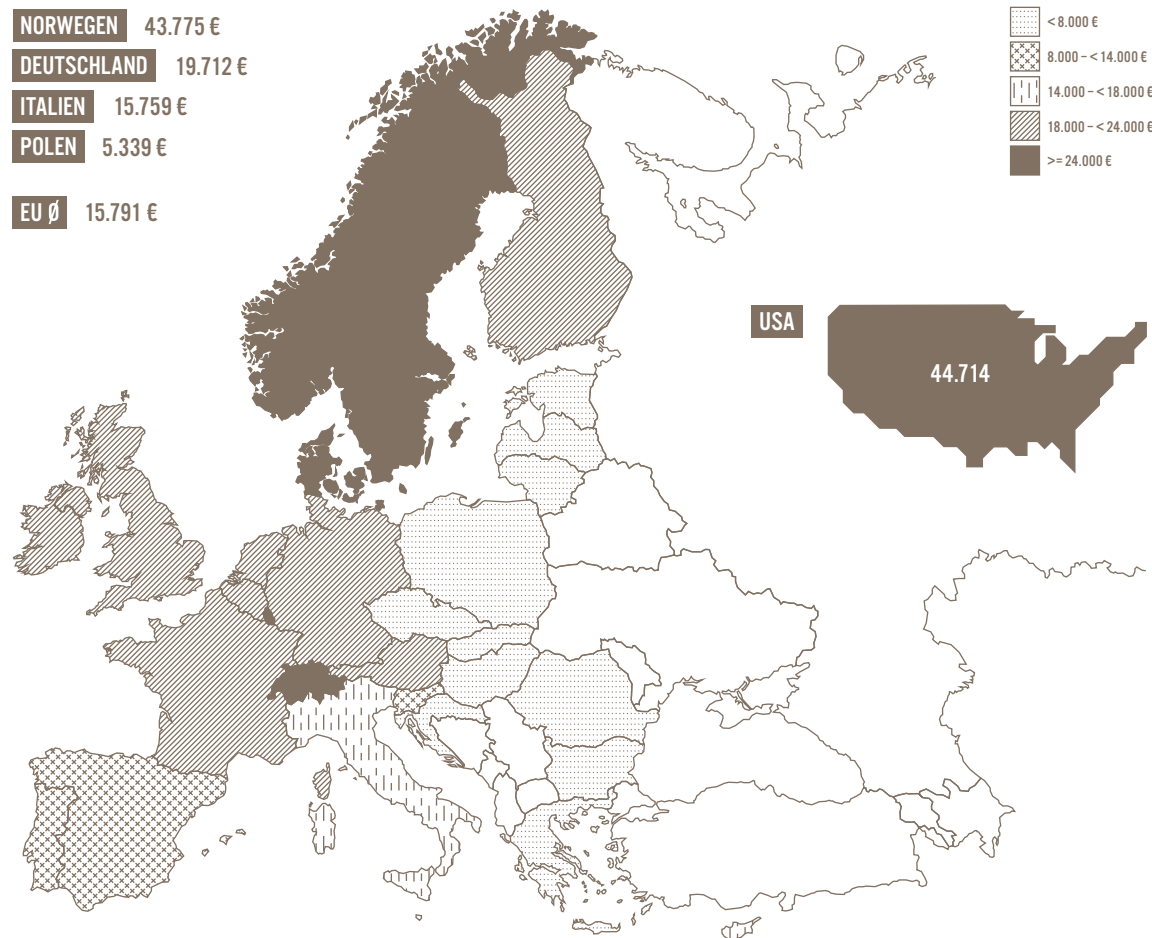 NORWEGEN 43.775 €
DEUTSCHLAND 19.712 €
ITALIEN 15.759 €
POLEN 5.339 €
EU Ø 15.791 €
< 8.000 €
8.000 – < 14.000 €
14.000 – < 18.000 €
18.000 – < 24.000 €
>= 24.000 €
USA
44.714